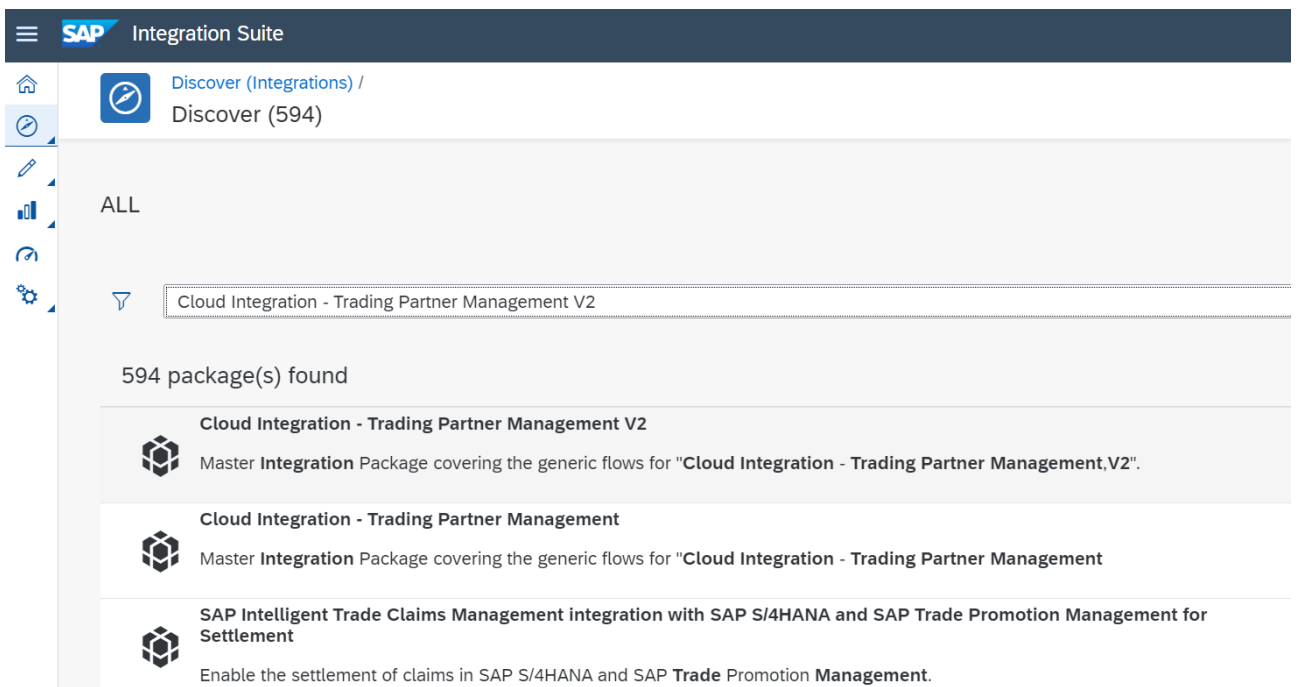 SAP Integration Suite
Discover (Integrations) /
Discover (594)
ALL
Cloud Integration - Trading Partner Management V2
594 package(s) found
Cloud Integration - Trading Partner Management V2
Master Integration Package covering the generic flows for "Cloud Integration - Trading Partner Management,V2".
Cloud Integration - Trading Partner Management
Master Integration Package covering the generic flows for "Cloud Integration - Trading Partner Management
SAP Intelligent Trade Claims Management integration with SAP S/4HANA and SAP Trade Promotion Management for
Settlement
Enable the settlement of claims in SAP S/4HANA and SAP Trade Promotion Management.